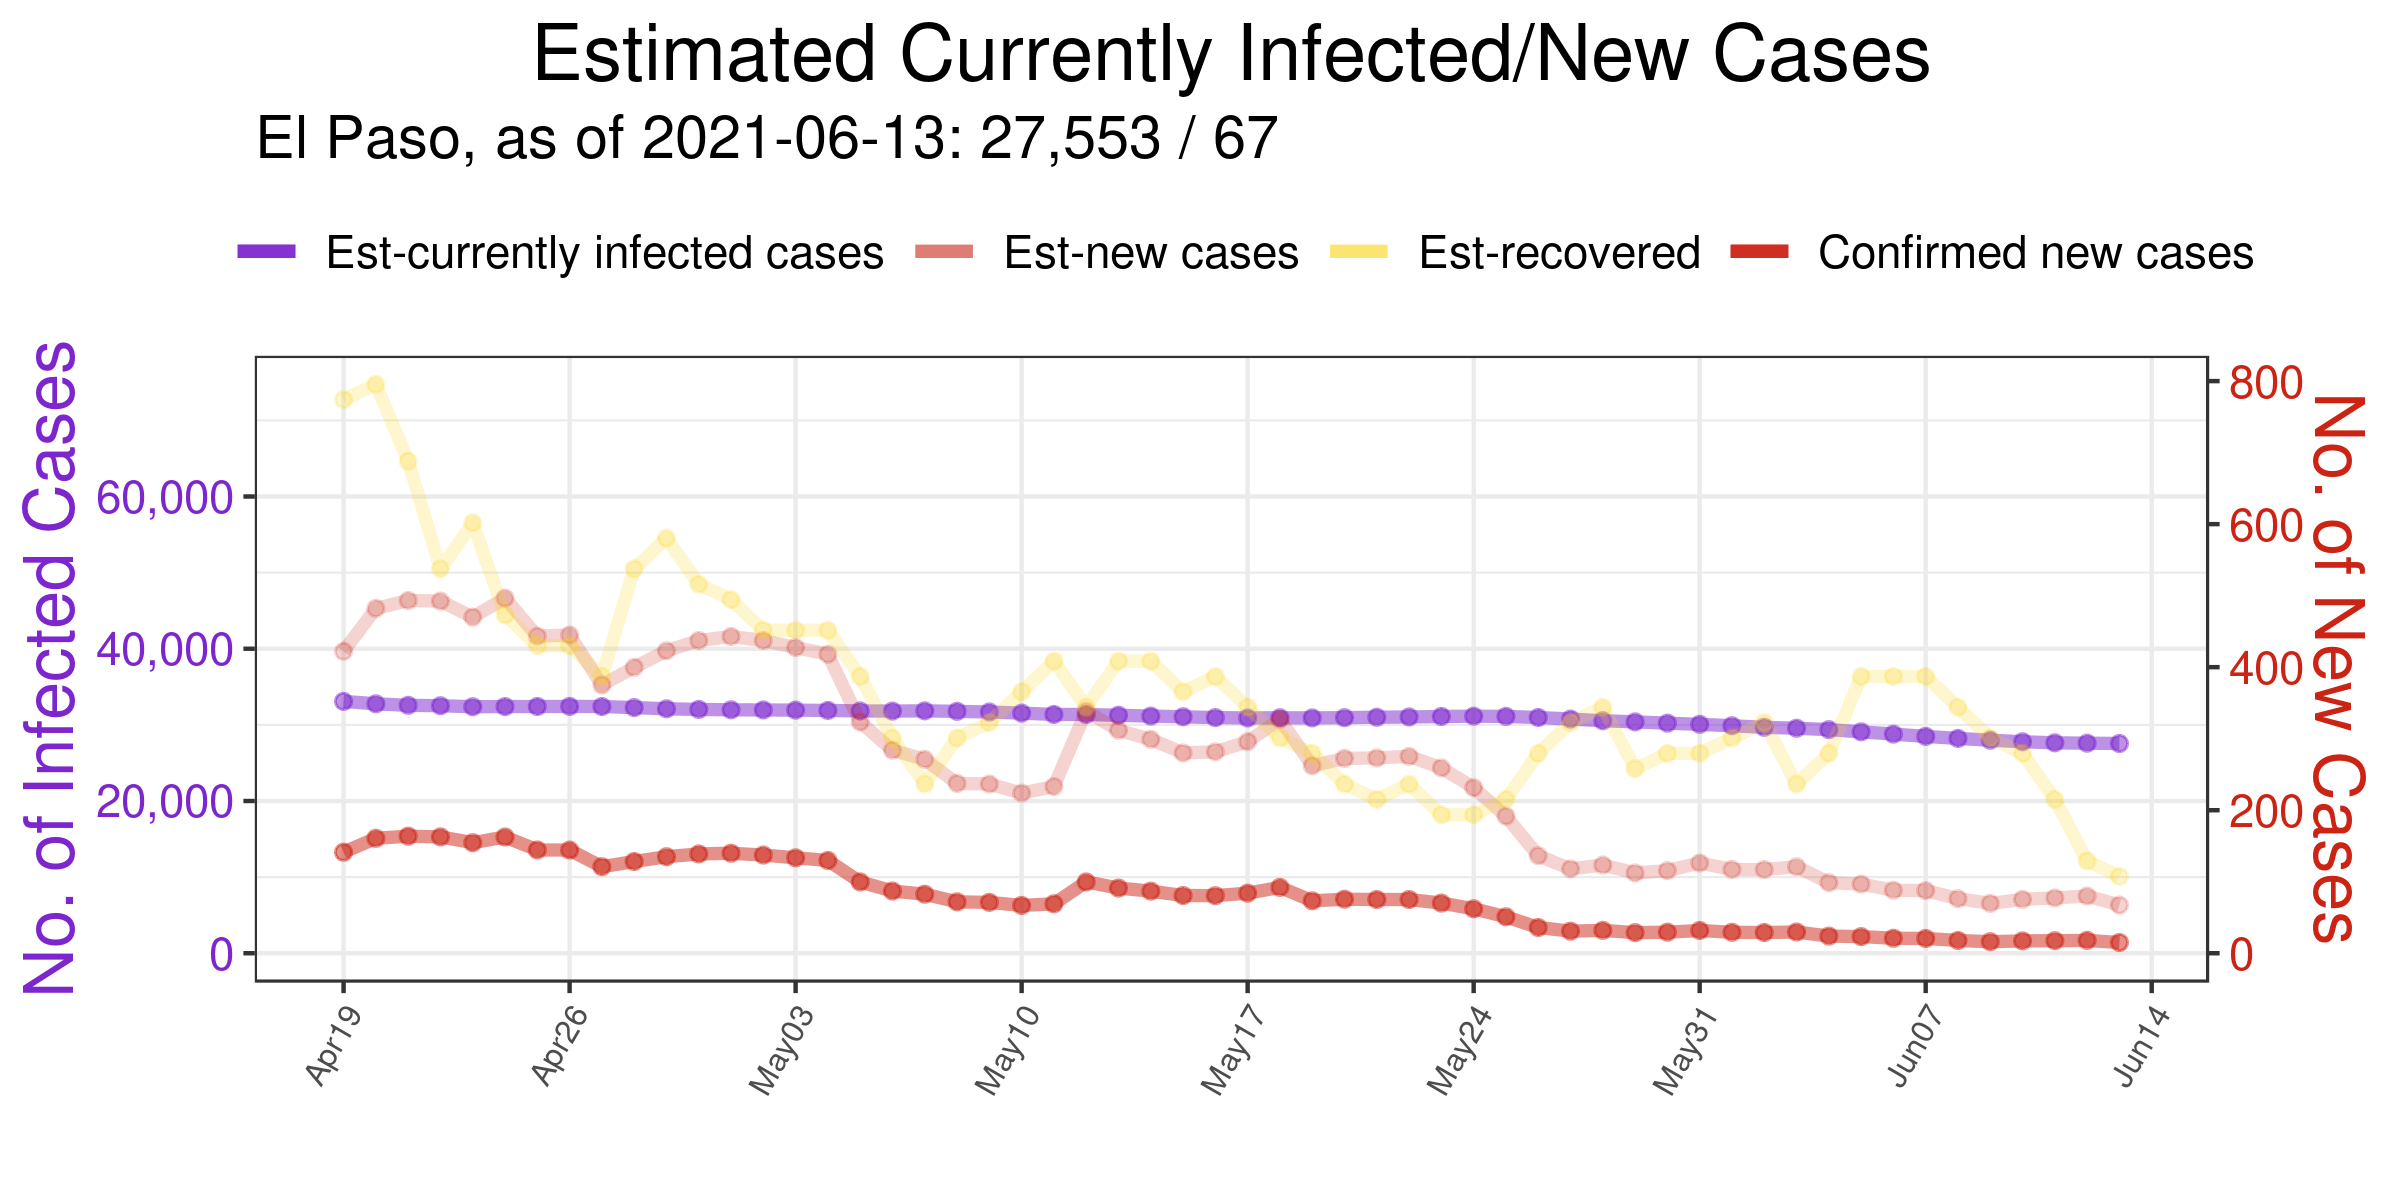 Estimated Currently Infected/New Cases
El Paso, as of 2021-06-13: 27,553 / 67
Est-currently infected cases Est-new cases Est-recovered Confirmed new cases
No. of Infected Cases
60,000
40,000
20,000
0
800
600
400
200
0
No. of New Cases
Apr19 Apr26 May03 May10 May17 May24 May31 Jun07 Jun14